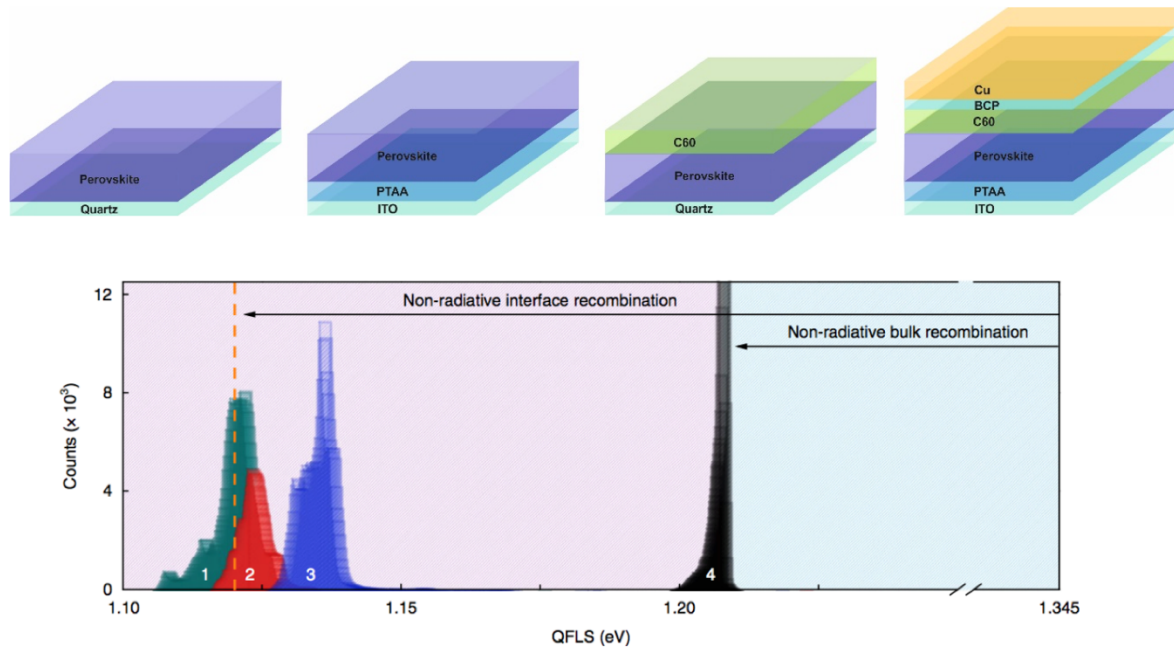 Perovskite
Quartz
Perovskite
PTAA
ITO
C60
Perovskite
Quartz
Cu
BCP
C60
Perovskite
PTAA
ITO
12
8
4
0
Counts (× 10³)
Non-radiative interface recombination
Non-radiative bulk recombination
1
2
3
4
1.10
1.15
1.20
1.345
QFLS (eV)